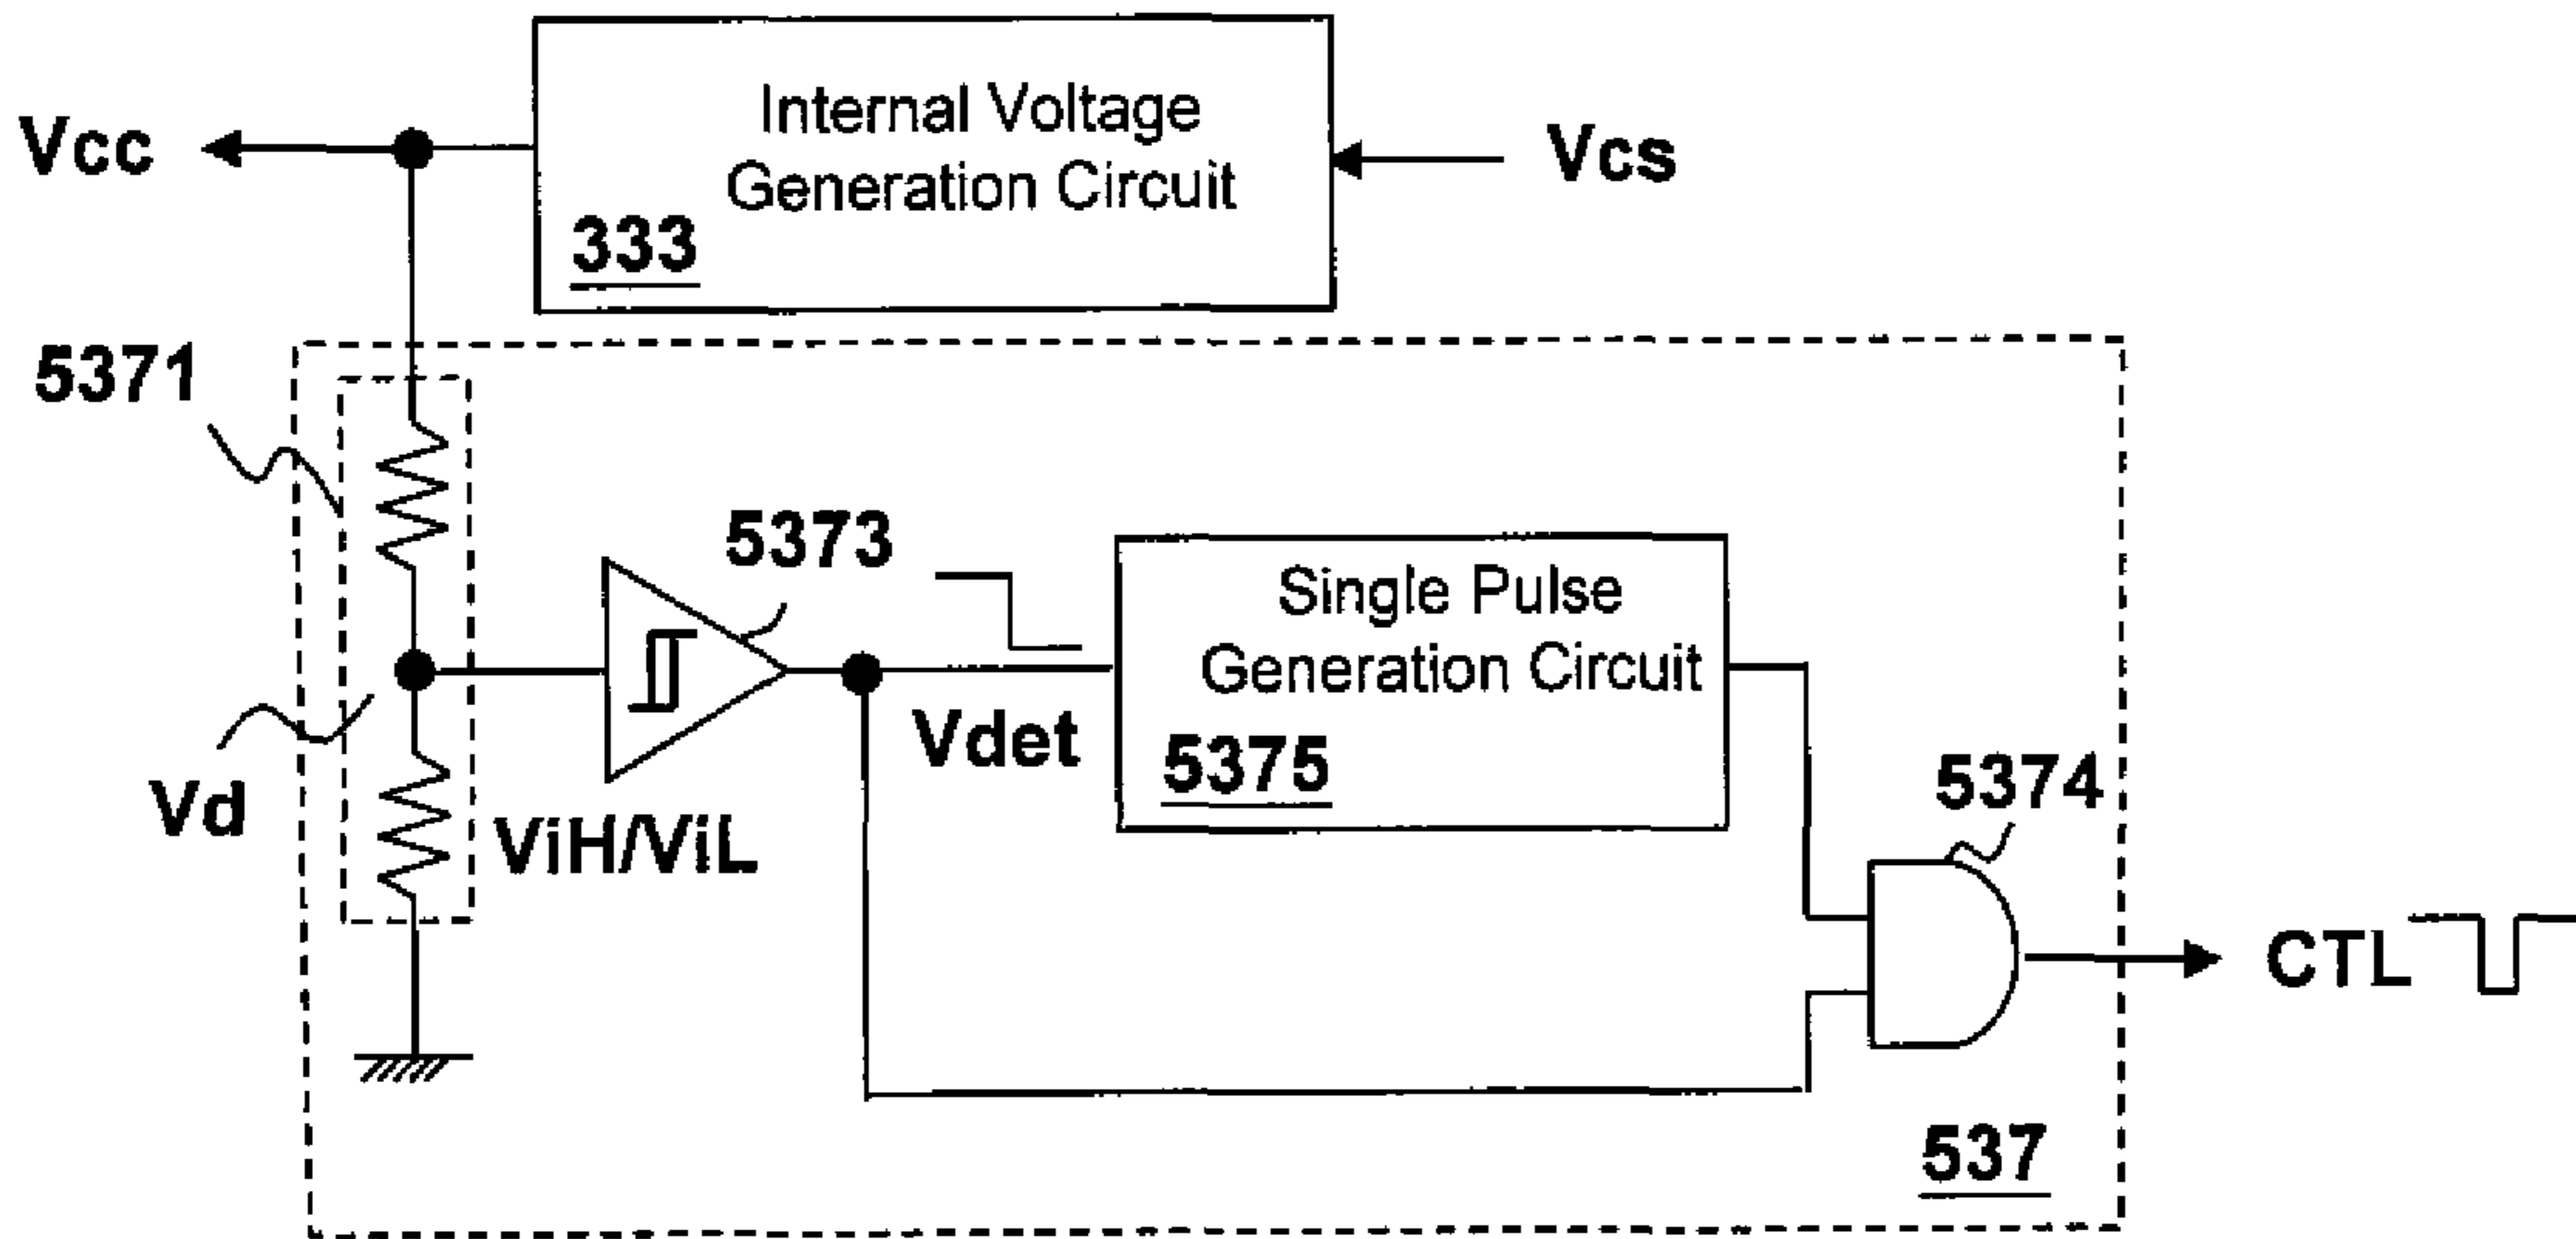 Internal Voltage
Generation Circuit
333
Vcc
Vcs
5371
5373
Single Pulse
Generation Circuit
5375
Vdet
Vd
ViH/ViL
5374
CTL
537